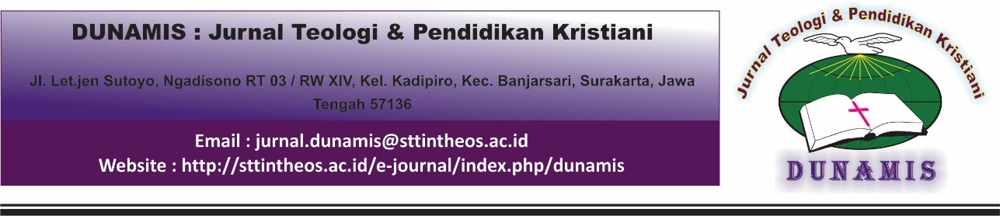 DUNAMIS : Jurnal Teologi & Pendidikan Kristiani
Jl. Let.jen Sutoyo, Ngadisono RT 03 / RW XIV, Kel. Kadipiro, Kec. Banjarsari, Surakarta, Jawa
Tengah 57136
Email : jurnal.dunamis@sttintheos.ac.id
Website : http://sttintheos.ac.id/e-journal/index.php/dunamis
Jurnal Teologi & Pendidikan Kristiani
DUNAMIS